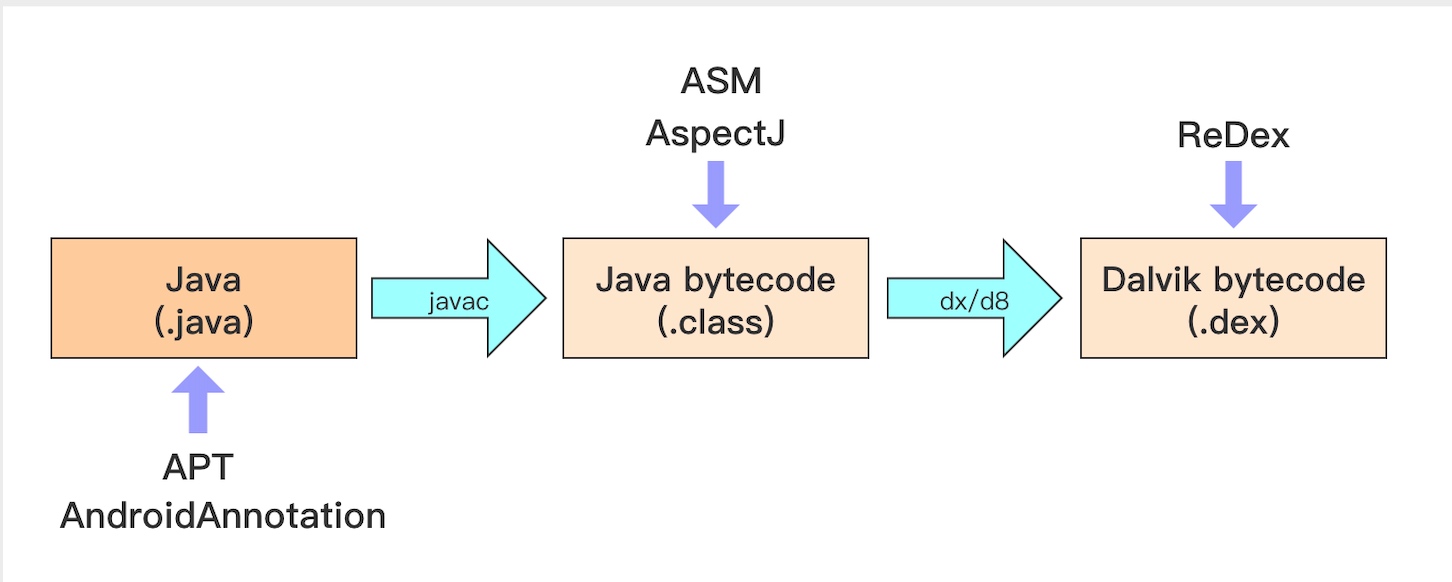 ASM
AspectJ
ReDex
Java
(.java)
javac
Java bytecode
(.class)
dx/d8
Dalvik bytecode
(.dex)
APT
AndroidAnnotation